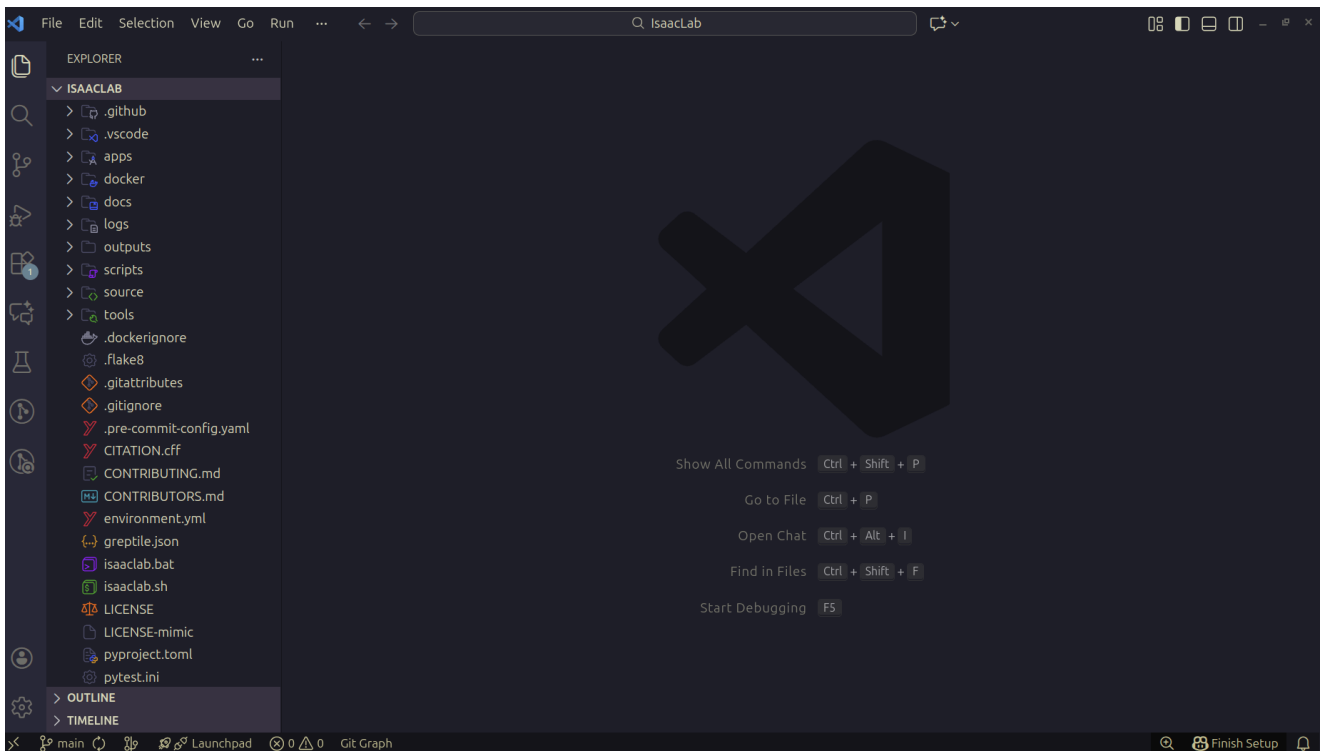 File Edit Selection View Go Run ... IsaacLab
EXPLORER ...
ISAACLAB
.github
.vscode
apps
docker
docs
logs
outputs
scripts
source
tools
.dockerignore
.flake8
.gitattributes
.gitignore
.pre-commit-config.yaml
CITATION.cff
CONTRIBUTING.md
CONTRIBUTORS.md
environment.yml
greptile.json
isaaclab.bat
isaaclab.sh
LICENSE
LICENSE-mimic
pyproject.toml
pytest.ini
OUTLINE
TIMELINE
1
Show All Commands Ctrl + Shift + P
Go to File Ctrl + P
Open Chat Ctrl + Alt + I
Find in Files Ctrl + Shift + F
Start Debugging F5
main Launchpad 0 0 Git Graph Finish Setup